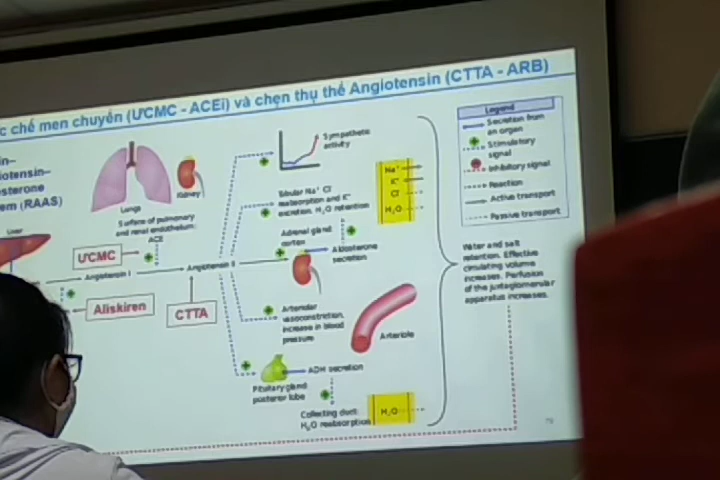 c chế men chuyển (ƯCMC - ACEi) và chẹn thụ thể Angiotensin (CTTA - ARB)
in–
iotensin–
sterone
em (RAAS)
Liver
Lungs
Kidney
Surface of pulmonary
and renal endothelium:
ACE
ƯCMC
Angiotensin I
Angiotensin II
Aliskiren
CTTA
Sympathetic
activity
Tubular Na⁺ Cl⁻
reabsorption and K⁺
excretion. H₂O retention
Adrenal gland:
cortex
Aldosterone
secretion
Arteriolar
vasoconstriction,
increase in blood
pressure
Arteriole
Pituitary gland:
posterior lobe
ADH secretion
Collecting duct:
H₂O reabsorption
Na⁺
K⁺
Cl⁻
H₂O
H₂O
Legend
Secretion from
an organ
Stimulatory
signal
Inhibitory signal
Reaction
Active transport
Passive transport
Water and salt
retention. Effective
circulating volume
increases. Perfusion
of the juxtaglomerular
apparatus increases.